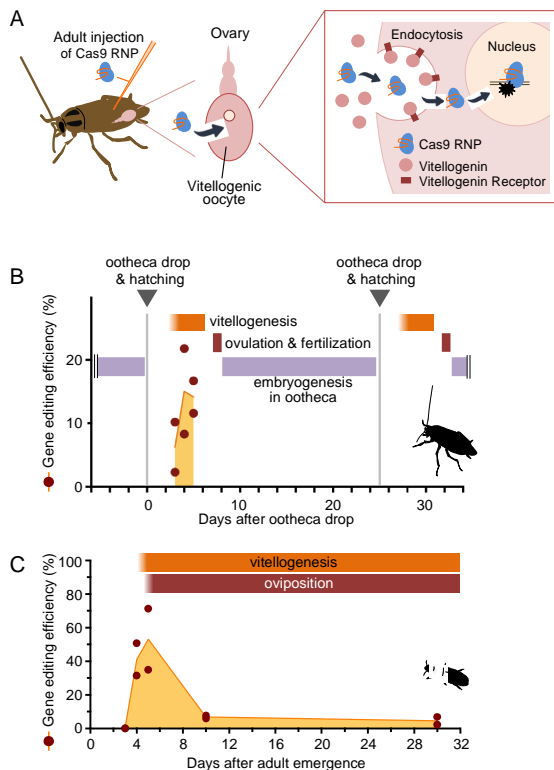 A
Adult injection
of Cas9 RNP
Ovary
Vitellogenic
oocyte
Endocytosis
Nucleus
Cas9 RNP
Vitellogenin
Vitellogenin Receptor
B
ootheca drop
& hatching
ootheca drop
& hatching
vitellogenesis
ovulation & fertilization
embryogenesis
in ootheca
Gene editing efficiency (%)
20
10
0
0 10 20 30
Days after ootheca drop
C
vitellogenesis
oviposition
Gene editing efficiency (%)
100
80
60
40
20
0
0 4 8 12 16 20 24 28 32
Days after adult emergence